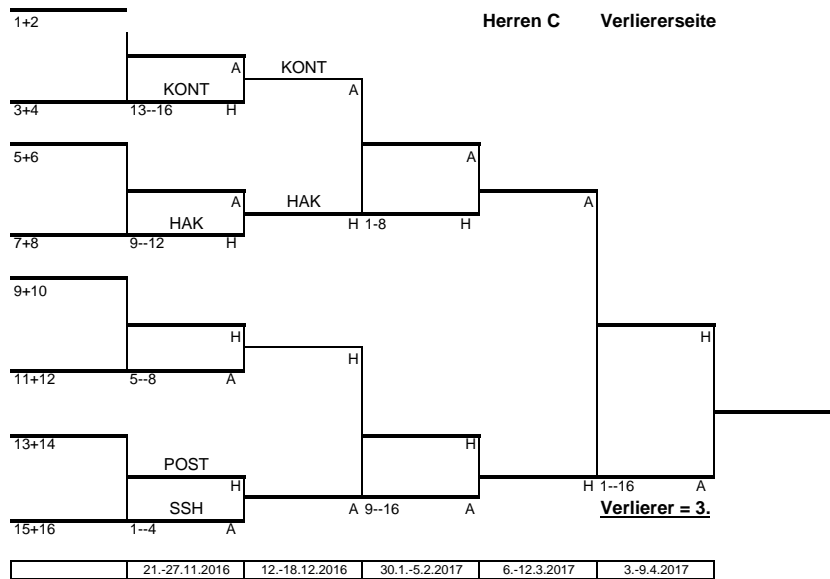 Herren C Verliererseite
1+2
A KONT
KONT A
3+4 13--16 H
5+6 A
A HAK A
HAK H 1-8 H
7+8 9--12 H
9+10
H H
H
11+12 5--8 A
13+14 H
POST
H H 1--16 A
SSH A 9--16 A Verlierer = 3.
15+16 1--4 A
21.-27.11.2016 12.-18.12.2016 30.1.-5.2.2017 6.-12.3.2017 3.-9.4.2017